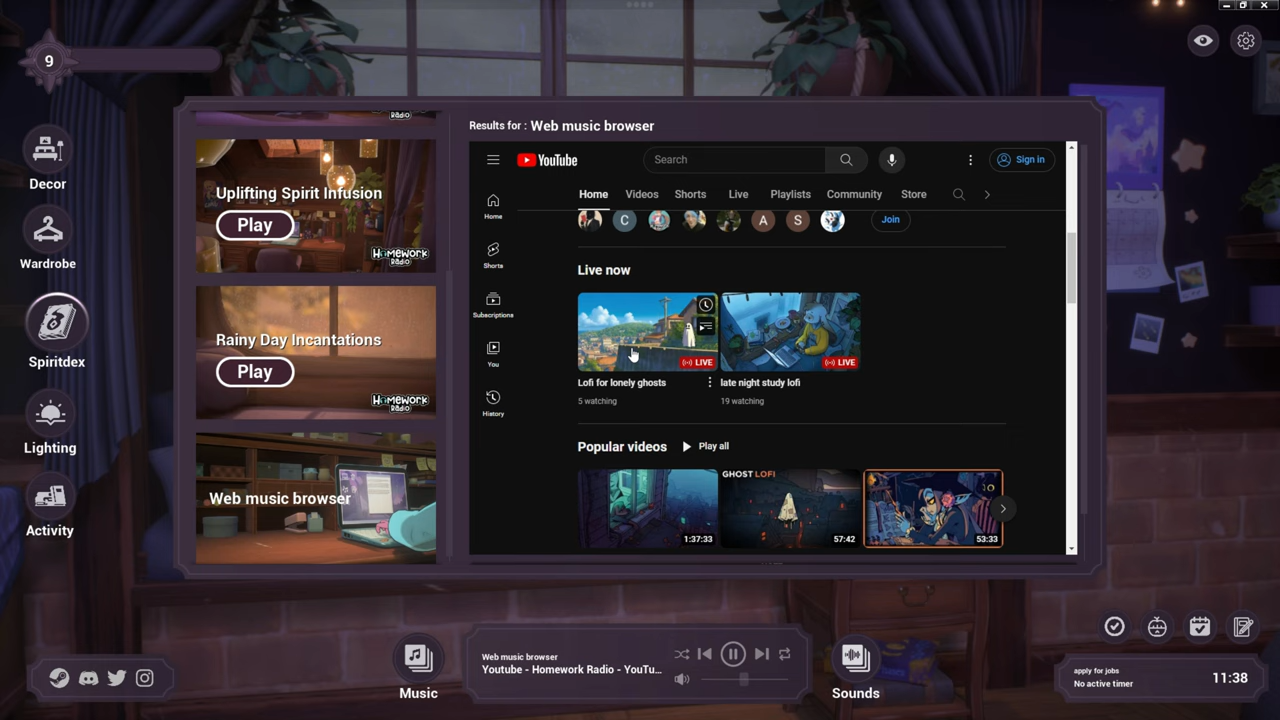 9
Decor
Wardrobe
Spiritdex
Lighting
Activity
RADIO
Uplifting Spirit Infusion
Play
HOMEWORK
RADIO
Rainy Day Incantations
Play
HOMEWORK
RADIO
Web music browser
Results for : Web music browser
YouTube
Search
Sign in
Home Videos Shorts Live Playlists Community Store
Home
Shorts
Subscriptions
You
History
C A S
Join
Live now
LIVE
LIVE
Lofi for lonely ghosts
5 watching
late night study lofi
19 watching
Popular videos
Play all
GHOST LOFI
1:37:33
57:42
53:33
Music
Web music browser
Youtube - Homework Radio - YouTu...
Sounds
apply for jobs
No active timer
11:38